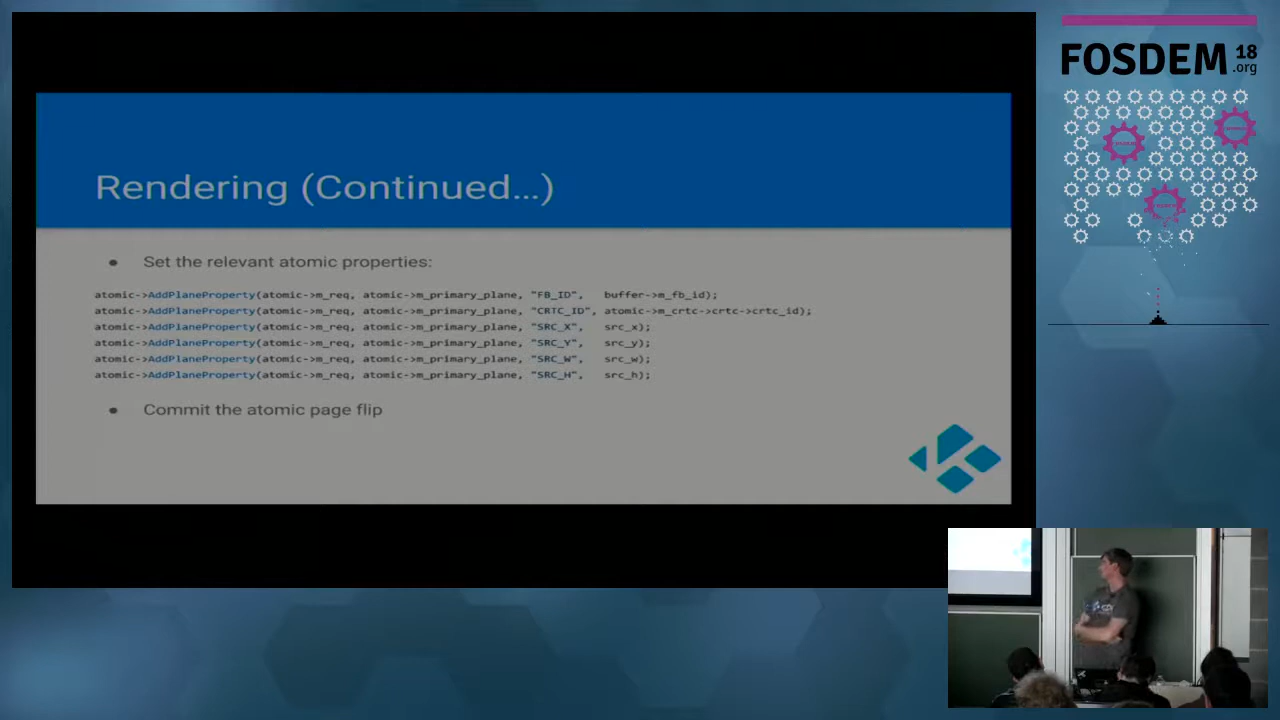 FOSDEM 18
.org
Rendering (Continued...)
● Set the relevant atomic properties:
atomic->AddPlaneProperty(atomic->m_req, atomic->m_primary_plane, "FB_ID", buffer->m_fb_id);
atomic->AddPlaneProperty(atomic->m_req, atomic->m_primary_plane, "CRTC_ID", atomic->m_crtc->crtc->crtc_id);
atomic->AddPlaneProperty(atomic->m_req, atomic->m_primary_plane, "SRC_X", src_x);
atomic->AddPlaneProperty(atomic->m_req, atomic->m_primary_plane, "SRC_Y", src_y);
atomic->AddPlaneProperty(atomic->m_req, atomic->m_primary_plane, "SRC_W", src_w);
atomic->AddPlaneProperty(atomic->m_req, atomic->m_primary_plane, "SRC_H", src_h);
● Commit the atomic page flip